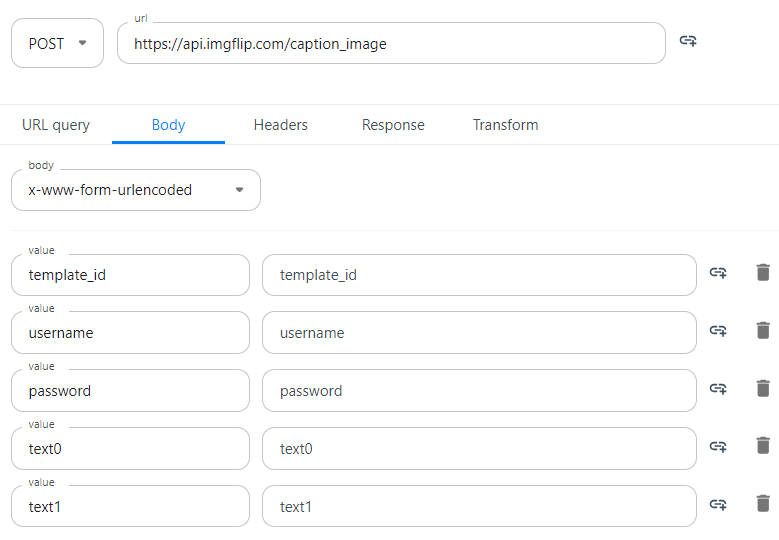 url
POST https://api.imgflip.com/caption_image
URL query Body Headers Response Transform
body
x-www-form-urlencoded
value
template_id template_id
value
username username
value
password password
value
text0 text0
value
text1 text1